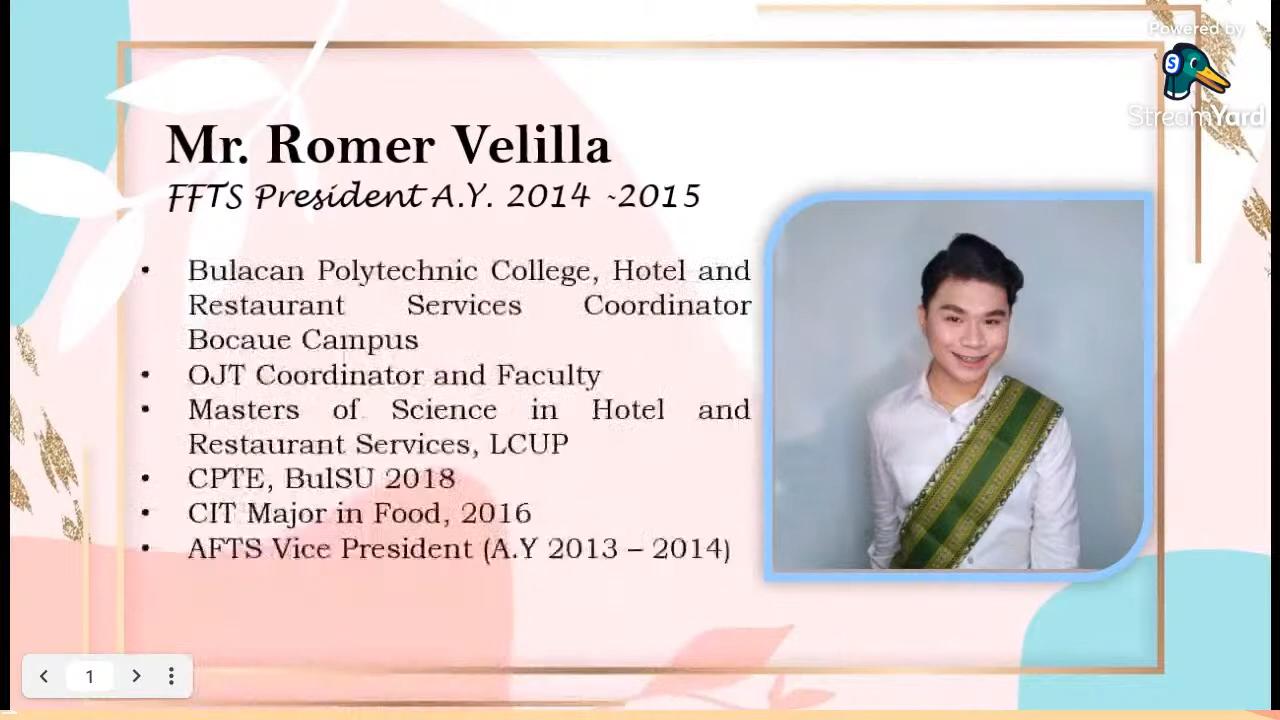 Powered by
StreamYard
Mr. Romer Velilla
FFTS President A.Y. 2014 -2015
• Bulacan Polytechnic College, Hotel and
Restaurant Services Coordinator
Bocaue Campus
• OJT Coordinator and Faculty
• Masters of Science in Hotel and
Restaurant Services, LCUP
• CPTE, BulSU 2018
• CIT Major in Food, 2016
• AFTS Vice President (A.Y 2013 – 2014)
1